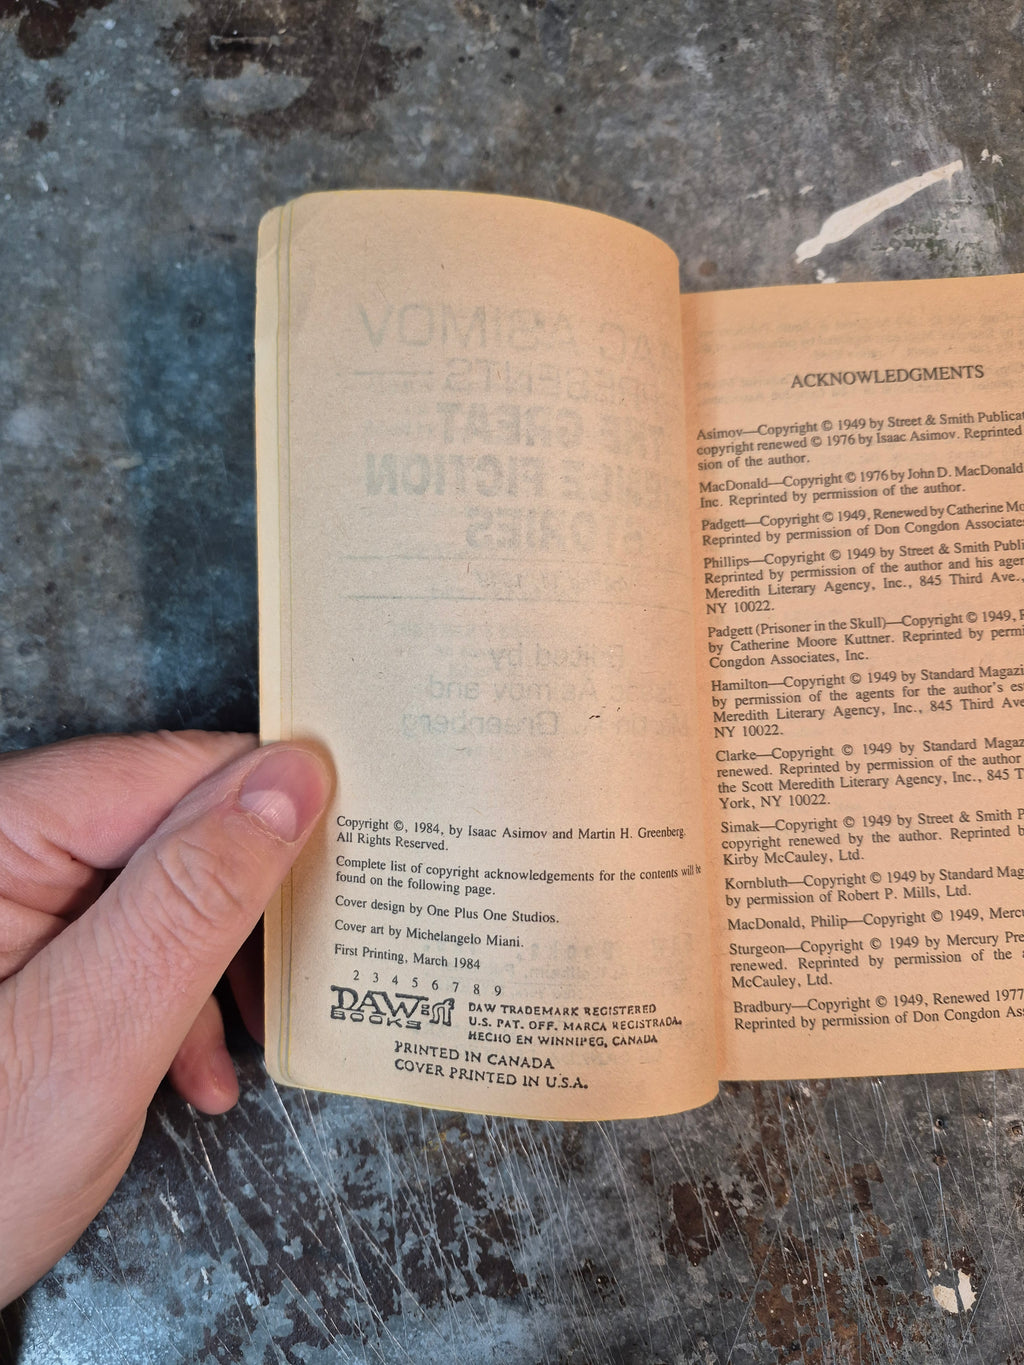 Copyright ©, 1984, by Isaac Asimov and Martin H. Greenberg.
All Rights Reserved.
Complete list of copyright acknowledgements for the contents will be
found on the following page.
Cover design by One Plus One Studios.
Cover art by Michelangelo Miani.
First Printing, March 1984
2 3 4 5 6 7 8 9
DAW
BOOKS
sf
DAW TRADEMARK REGISTERED
U.S. PAT. OFF. MARCA REGISTRADA.
HECHO EN WINNIPEG, CANADA
PRINTED IN CANADA
COVER PRINTED IN U.S.A.
ACKNOWLEDGMENTS
Asimov—Copyright © 1949 by Street & Smith
copyright renewed © 1976 by Isaac Asimov. Reprinted
sion of the author.
MacDonald—Copyright © 1976 by John D. MacDonald
Inc. Reprinted by permission of the author.
Padgett—Copyright © 1949, Renewed by Catherine
Reprinted by permission of Don Congdon
Phillips—Copyright © 1949 by Street & Smith
Reprinted by permission of the author and his
Meredith Literary Agency, Inc., 845 Third Ave.,
NY 10022.
Padgett (Prisoner in the Skull)—Copyright © 1949,
by Catherine Moore Kuttner. Reprinted by
Congdon Associates, Inc.
Hamilton—Copyright © 1949 by Standard
by permission of the agents for the author's
Meredith Literary Agency, Inc., 845 Third
NY 10022.
Clarke—Copyright © 1949 by Standard
renewed. Reprinted by permission of the author
the Scott Meredith Literary Agency, Inc., 845
York, NY 10022.
Simak—Copyright © 1949 by Street & Smith
copyright renewed by the author. Reprinted
Kirby McCauley, Ltd.
Kornbluth—Copyright © 1949 by Standard
by permission of Robert P. Mills, Ltd.
MacDonald, Philip—Copyright © 1949,
Sturgeon—Copyright © 1949 by Mercury
renewed. Reprinted by permission of the
McCauley, Ltd.
Bradbury—Copyright © 1949, Renewed 1977
Reprinted by permission of Don Congdon